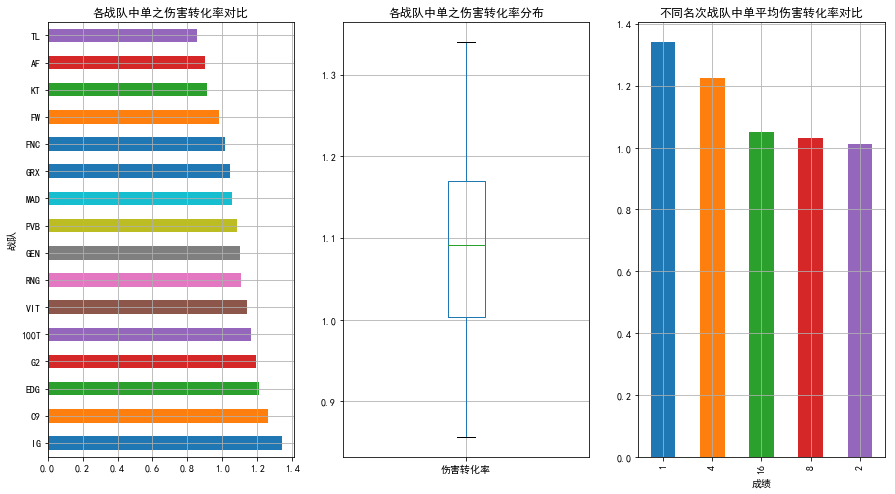 各战队中单之伤害转化率对比
战队
TL
AF
KT
FW
FNC
GRX
MAD
PVB
GEN
RNG
VIT
100T
G2
EDG
C9
IG
0.0 0.2 0.4 0.6 0.8 1.0 1.2 1.4
各战队中单之伤害转化率分布
1.3
1.2
1.1
1.0
0.9
伤害转化率
不同名次战队中单平均伤害转化率对比
1.4
1.2
1.0
0.8
0.6
0.4
0.2
0.0
1 4 16 8 2
成绩